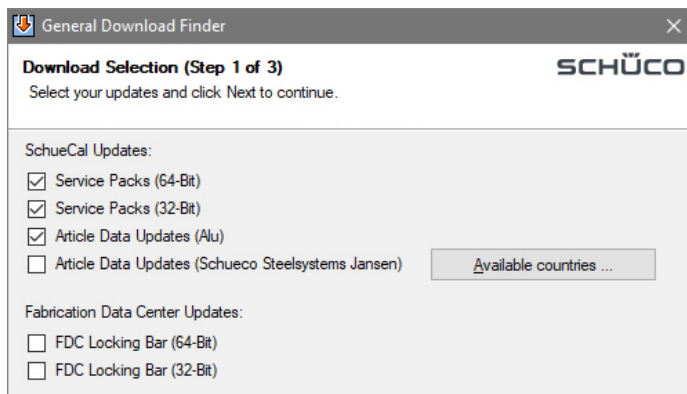 General Download Finder
Download Selection (Step 1 of 3)
SCHÜCO
Select your updates and click Next to continue.
SchueCal Updates:
Service Packs (64-Bit)
Service Packs (32-Bit)
Article Data Updates (Alu)
Article Data Updates (Schueco Steelsystems Jansen)
Available countries ...
Fabrication Data Center Updates:
FDC Locking Bar (64-Bit)
FDC Locking Bar (32-Bit)